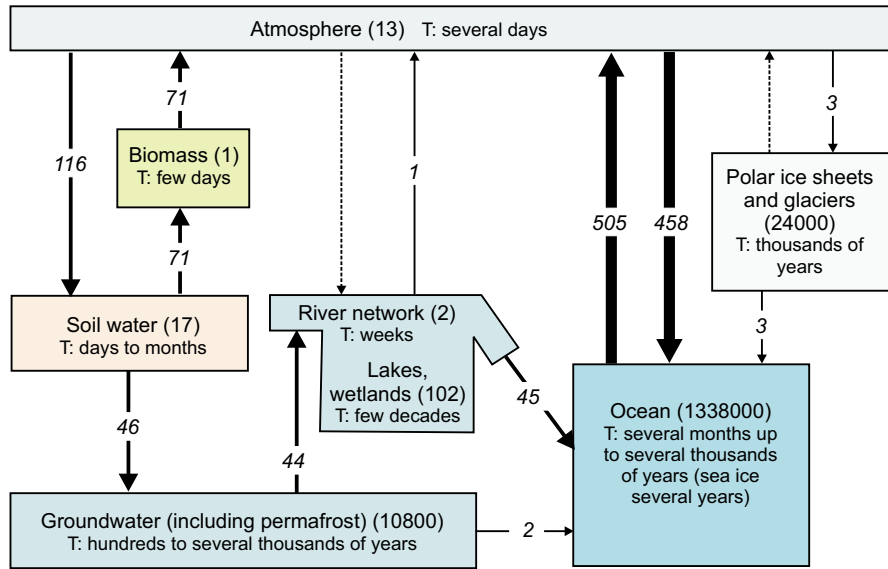 Atmosphere (13) T: several days
71
3
116
Biomass (1)
T: few days
1
505
458
Polar ice sheets
and glaciers
(24000)
T: thousands of
years
71
Soil water (17)
T: days to months
River network (2)
T: weeks
3
Lakes,
wetlands (102)
T: few decades
45
Ocean (1338000)
T: several months up
to several thousands
of years (sea ice
several years)
46
44
Groundwater (including permafrost) (10800)
T: hundreds to several thousands of years
2